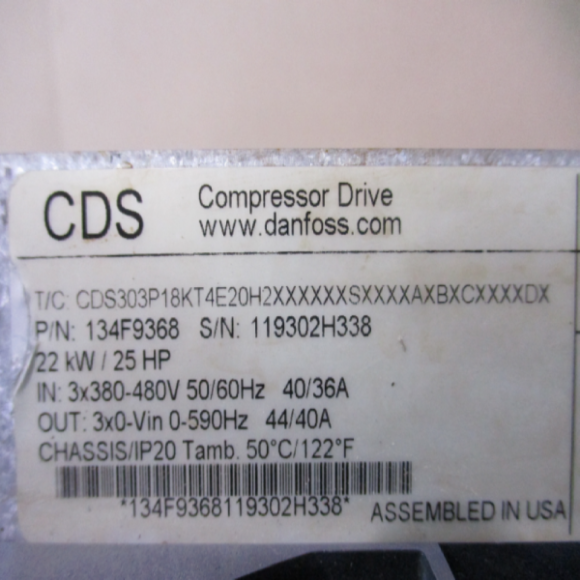 CDS
Compressor Drive
www.danfoss.com
T/C: CDS303P18KT4E20H2XXXXXXSXXXXAXBXCXXXXDX
P/N: 134F9368 S/N: 119302H338
22 kW / 25 HP
IN: 3x380-480V 50/60Hz 40/36A
OUT: 3x0-Vin 0-590Hz 44/40A
CHASSIS/IP20 Tamb. 50°C/122°F
*134F9368119302H338*
ASSEMBLED IN USA